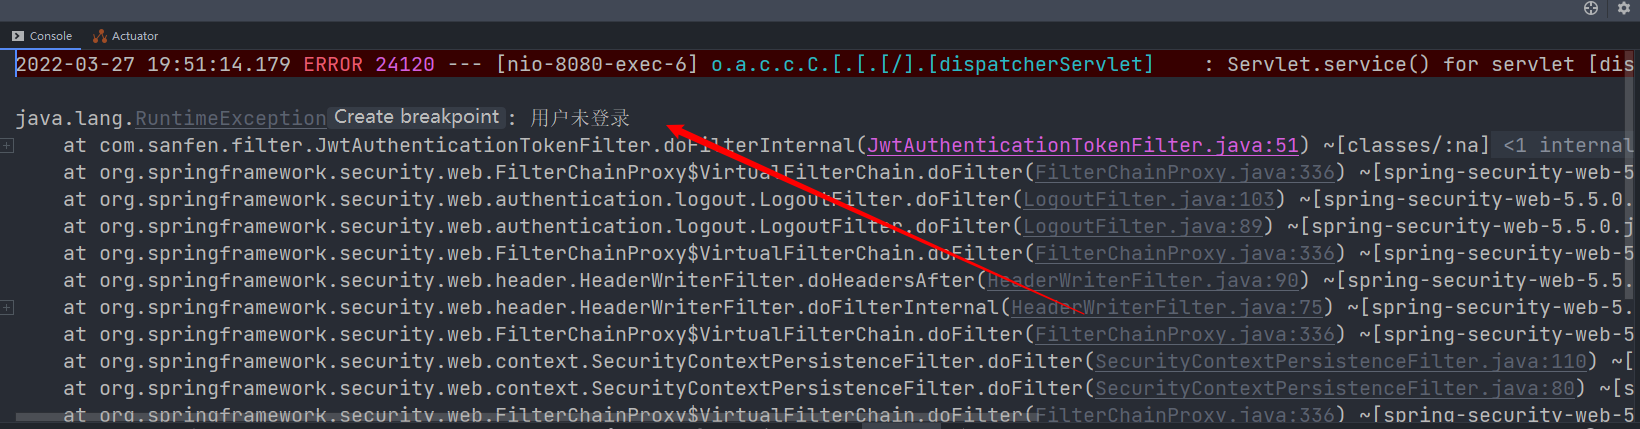 Console Actuator
2022-03-27 19:51:14.179 ERROR 24120 --- [nio-8080-exec-6] o.a.c.c.C.[.[.[/].[dispatcherServlet] : Servlet.service() for servlet [dis
java.lang.RuntimeException Create breakpoint : 用户未登录
at com.sanfen.filter.JwtAuthenticationTokenFilter.doFilterInternal(JwtAuthenticationTokenFilter.java:51) ~[classes/:na] <1 internal
at org.springframework.security.web.FilterChainProxy$VirtualFilterChain.doFilter(FilterChainProxy.java:336) ~[spring-security-web-5
at org.springframework.security.web.authentication.logout.LogoutFilter.doFilter(LogoutFilter.java:103) ~[spring-security-web-5.5.0.
at org.springframework.security.web.authentication.logout.LogoutFilter.doFilter(LogoutFilter.java:89) ~[spring-security-web-5.5.0.j
at org.springframework.security.web.FilterChainProxy$VirtualFilterChain.doFilter(FilterChainProxy.java:336) ~[spring-security-web-5
at org.springframework.security.web.header.HeaderWriterFilter.doHeadersAfter(HeaderWriterFilter.java:90) ~[spring-security-web-5.5.
at org.springframework.security.web.header.HeaderWriterFilter.doFilterInternal(HeaderWriterFilter.java:75) ~[spring-security-web-5.
at org.springframework.security.web.FilterChainProxy$VirtualFilterChain.doFilter(FilterChainProxy.java:336) ~[spring-security-web-5
at org.springframework.security.web.context.SecurityContextPersistenceFilter.doFilter(SecurityContextPersistenceFilter.java:110) ~[
at org.springframework.security.web.context.SecurityContextPersistenceFilter.doFilter(SecurityContextPersistenceFilter.java:80) ~[s
at org.springframework.security.web.FilterChainProxy$VirtualFilterChain.doFilter(FilterChainProxy.java:336) ~[spring-security-web-5